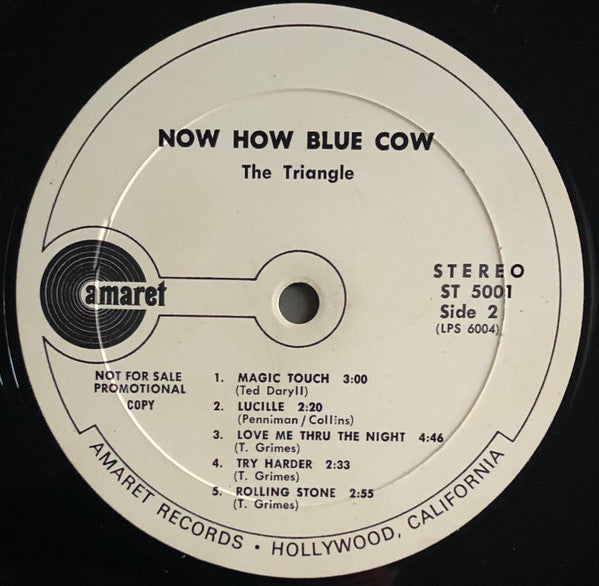 NOW HOW BLUE COW
The Triangle
amaret
STEREO
ST 5001
Side 2
(LPS 6004)
NOT FOR SALE
PROMOTIONAL
COPY
1. MAGIC TOUCH 3:00
(Ted Daryll)
2. LUCILLE 2:20
(Penniman/Collins)
3. LOVE ME THRU THE NIGHT 4:46
(T. Grimes)
4. TRY HARDER 2:33
(T. Grimes)
5. ROLLING STONE 2:55
(T. Grimes)
AMARET RECORDS • HOLLYWOOD, CALIFORNIA